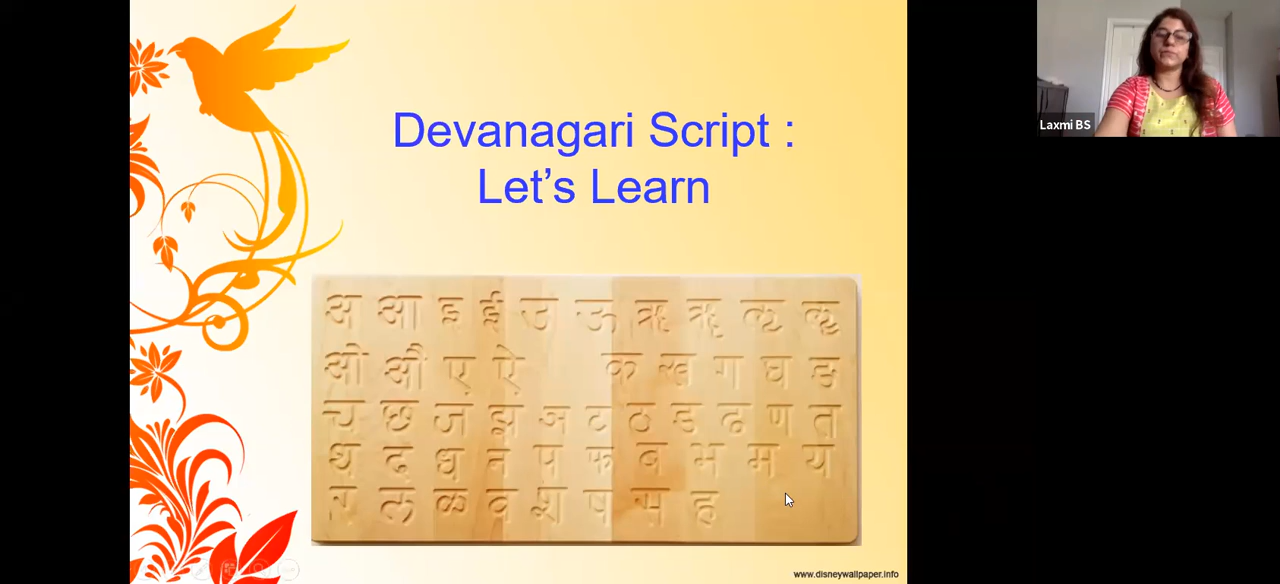 Devanagari Script :
Let’s Learn
Laxmi BS
अ आ इ ई उ ऊ ऋ ॠ ऌ ॡ
ओ औ ए ऐ क ख ग घ ङ
च छ ज झ ञ ट ठ ड ढ ण त
थ द ध न प फ ब भ म य
र ल ळ व श ष स ह
www.disneywallpaper.info